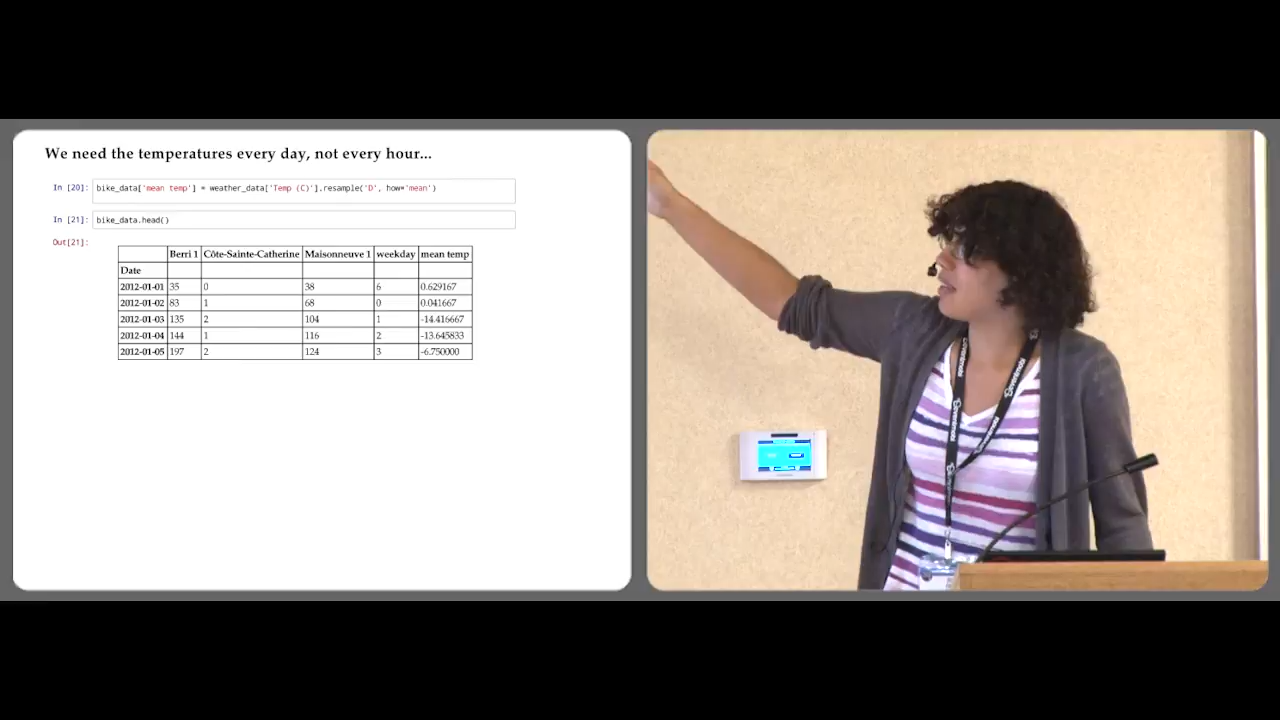 We need the temperatures every day, not every hour...
In [20]: bike_data['mean temp'] = weather_data['Temp (C)'].resample('D', how='mean')
In [21]: bike_data.head()
Out[21]:
Berri 1 Côte-Sainte-Catherine Maisonneuve 1 weekday mean temp
Date
2012-01-01 35 0 38 6 0.629167
2012-01-02 83 1 68 0 0.041667
2012-01-03 135 2 104 1 -14.416667
2012-01-04 144 1 116 2 -13.645833
2012-01-05 197 2 124 3 -6.750000